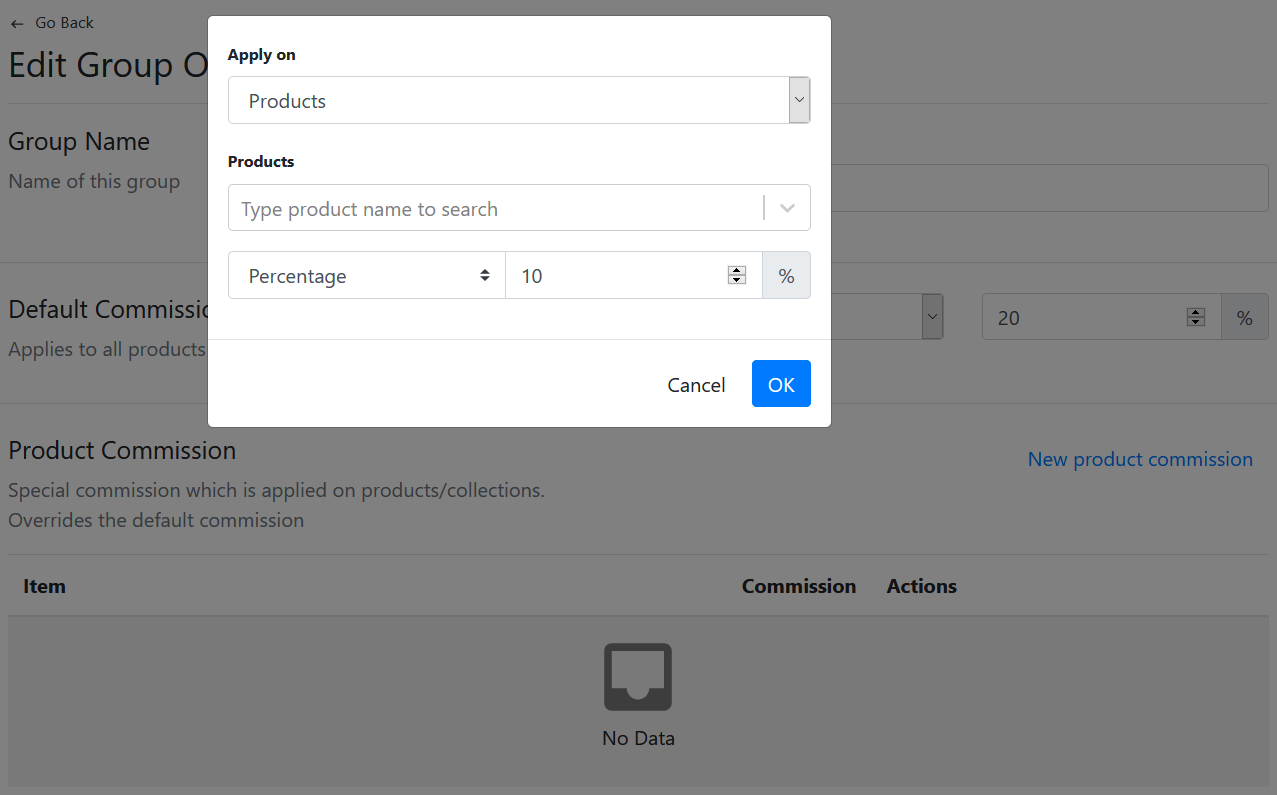 ← Go Back
Edit Group O
Apply on
Products
Group Name
Name of this group
Products
Type product name to search
Percentage 10 %
Default Commissio
Applies to all products
20 %
Cancel OK
Product Commission
New product commission
Special commission which is applied on products/collections.
Overrides the default commission
Item Commission Actions
No Data